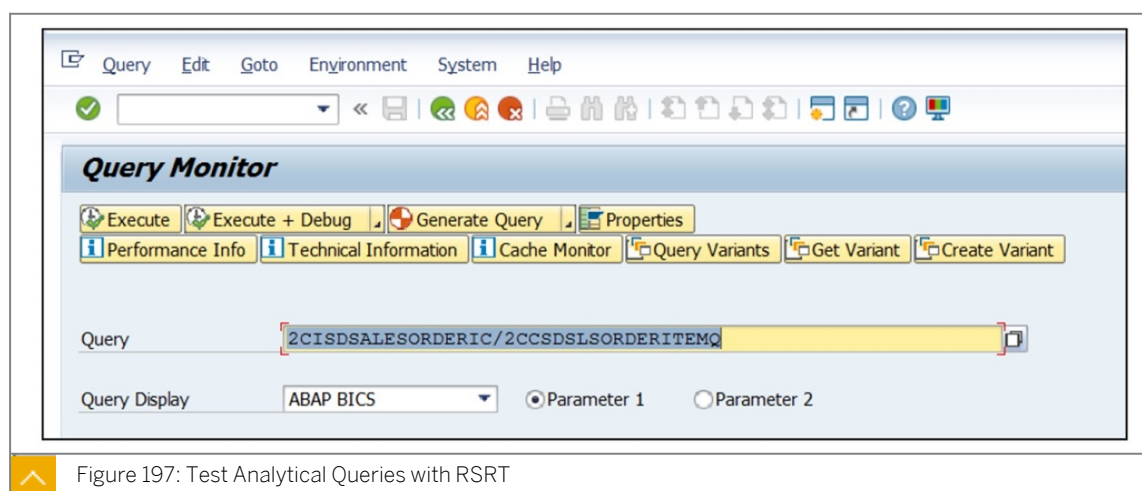 Query Edit Goto Environment System Help
Query Monitor
Execute Execute + Debug Generate Query Properties
Performance Info Technical Information Cache Monitor Query Variants Get Variant Create Variant
Query 2CISDSALESORDERIC/2CCSDSLSORDERITEMQ
Query Display ABAP BICS Parameter 1 Parameter 2
Figure 197: Test Analytical Queries with RSRT